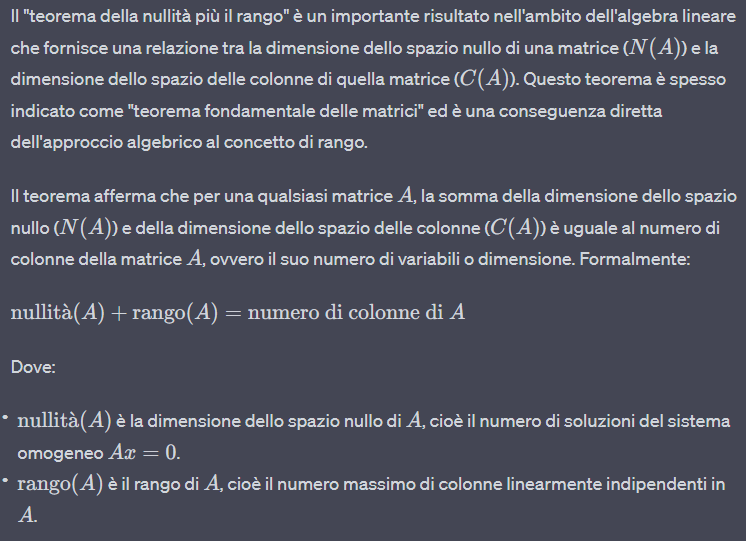 Il "teorema della nullità più il rango" è un importante risultato nell'ambito dell'algebra lineare
che fornisce una relazione tra la dimensione dello spazio nullo di una matrice (N(A)) e la
dimensione dello spazio delle colonne di quella matrice (C(A)). Questo teorema è spesso
indicato come "teorema fondamentale delle matrici" ed è una conseguenza diretta
dell'approccio algebrico al concetto di rango.
Il teorema afferma che per una qualsiasi matrice A, la somma della dimensione dello spazio
nullo (N(A)) e della dimensione dello spazio delle colonne (C(A)) è uguale al numero di
colonne della matrice A, ovvero il suo numero di variabili o dimensione. Formalmente:
nullità(A) + rango(A) = numero di colonne di A
Dove:
• nullità(A) è la dimensione dello spazio nullo di A, cioè il numero di soluzioni del sistema
omogeneo Ax = 0.
• rango(A) è il rango di A, cioè il numero massimo di colonne linearmente indipendenti in
A.